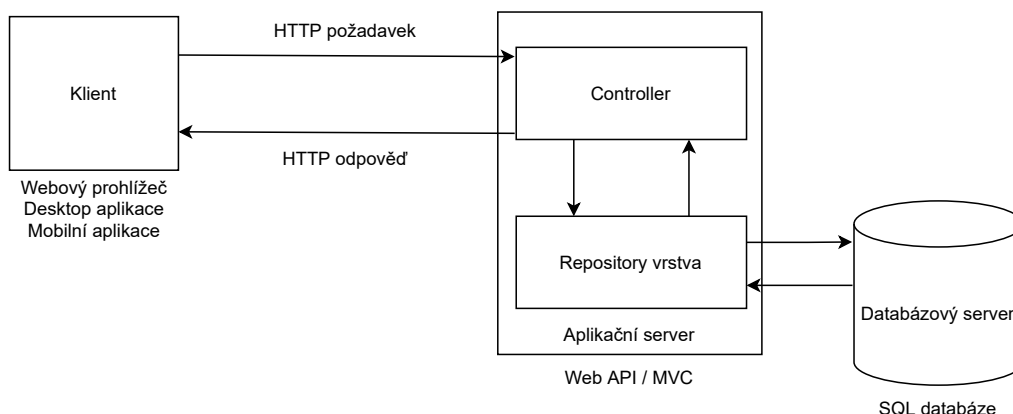 HTTP požadavek
Klient
Controller
HTTP odpověď
Webový prohlížeč
Desktop aplikace
Mobilní aplikace
Repository vrstva
Databázový server
Aplikační server
Web API / MVC
SQL databáze